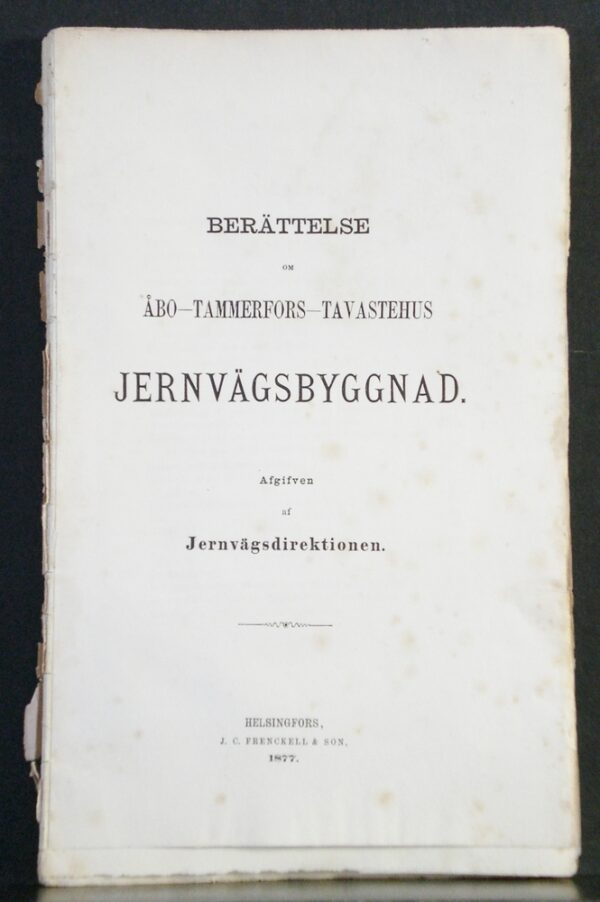 BERÄTTELSE
OM
ÅBO—TAMMERFORS—TAVASTEHUS
JERNVÄGSBYGGNAD.
Afgifven
af
Jernvägsdirektionen.
HELSINGFORS,
J. C. FRENCKELL & SON,
1877.